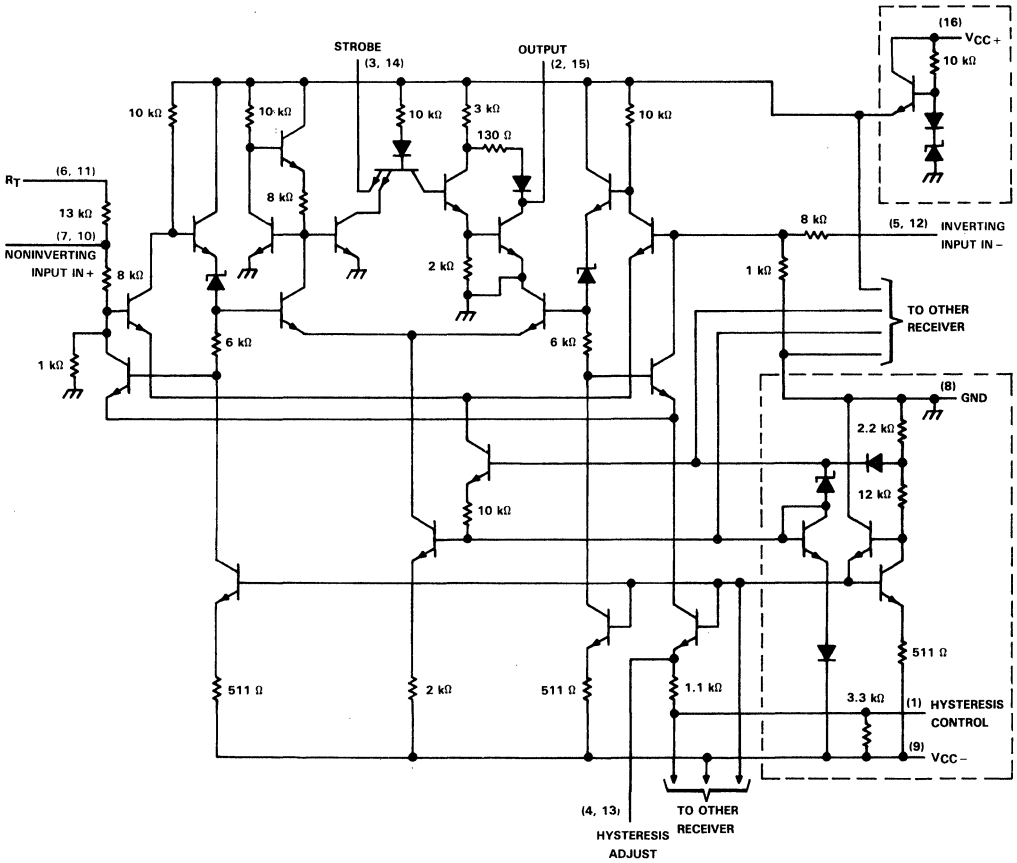 (16)
VCC+
10 kΩ
STROBE
(3, 14)
OUTPUT
(2, 15)
10 kΩ
10 kΩ
10 kΩ
3 kΩ
130 Ω
10 kΩ
(6, 11)
RT
13 kΩ
8 kΩ
(7, 10)
NONINVERTING
INPUT IN+
8 kΩ
8 kΩ
(5, 12)
INVERTING
INPUT IN−
2 kΩ
1 kΩ
TO OTHER
RECEIVER
6 kΩ
6 kΩ
1 kΩ
(8)
GND
2.2 kΩ
12 kΩ
10 kΩ
511 Ω
2 kΩ
511 Ω
1.1 kΩ
511 Ω
3.3 kΩ
(1)
HYSTERESIS
CONTROL
(9)
VCC−
(4, 13)
HYSTERESIS
ADJUST
TO OTHER
RECEIVER